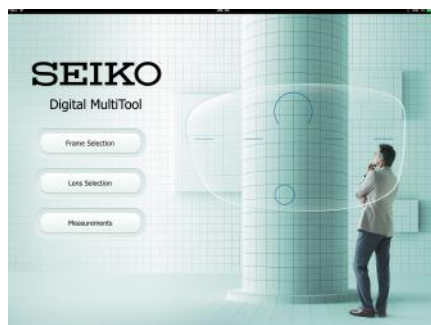 SEIKO
Digital MultiTool
Frame Selection
Lens Selection
Measurements